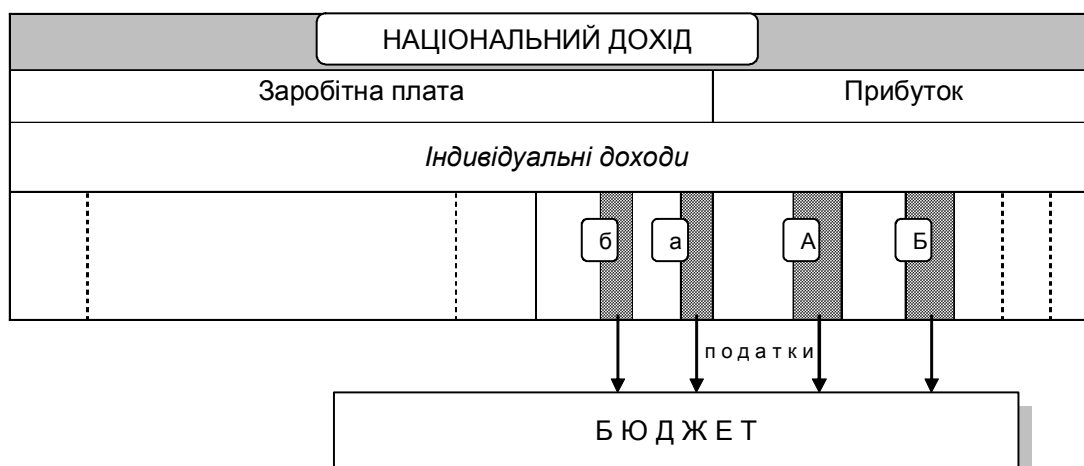 НАЦІОНАЛЬНИЙ ДОХІД
Заробітна плата Прибуток
Індивідуальні доходи
б а А Б
податки
БЮДЖЕТ